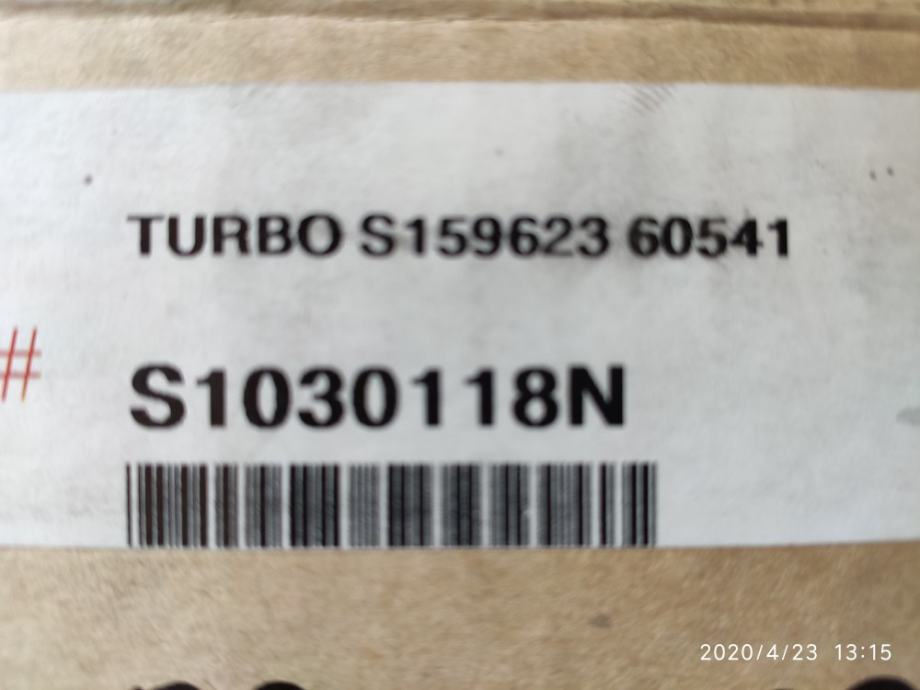 TURBO S159623 60541
#
S1030118N
2020/4/23 13:15